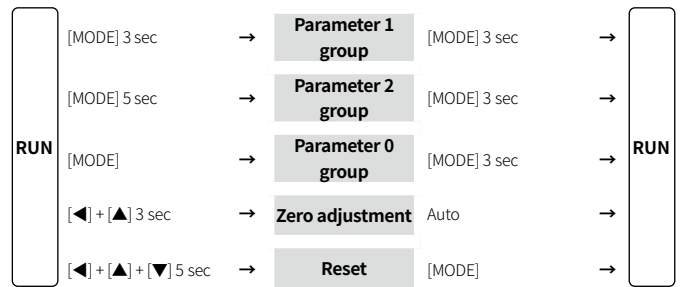 [MODE] 3 sec → Parameter 1 group [MODE] 3 sec →
[MODE] 5 sec → Parameter 2 group [MODE] 3 sec →
RUN [MODE] → Parameter 0 group [MODE] 3 sec → RUN
[◀] + [▲] 3 sec → Zero adjustment Auto →
[◀] + [▲] + [▼] 5 sec → Reset [MODE] →